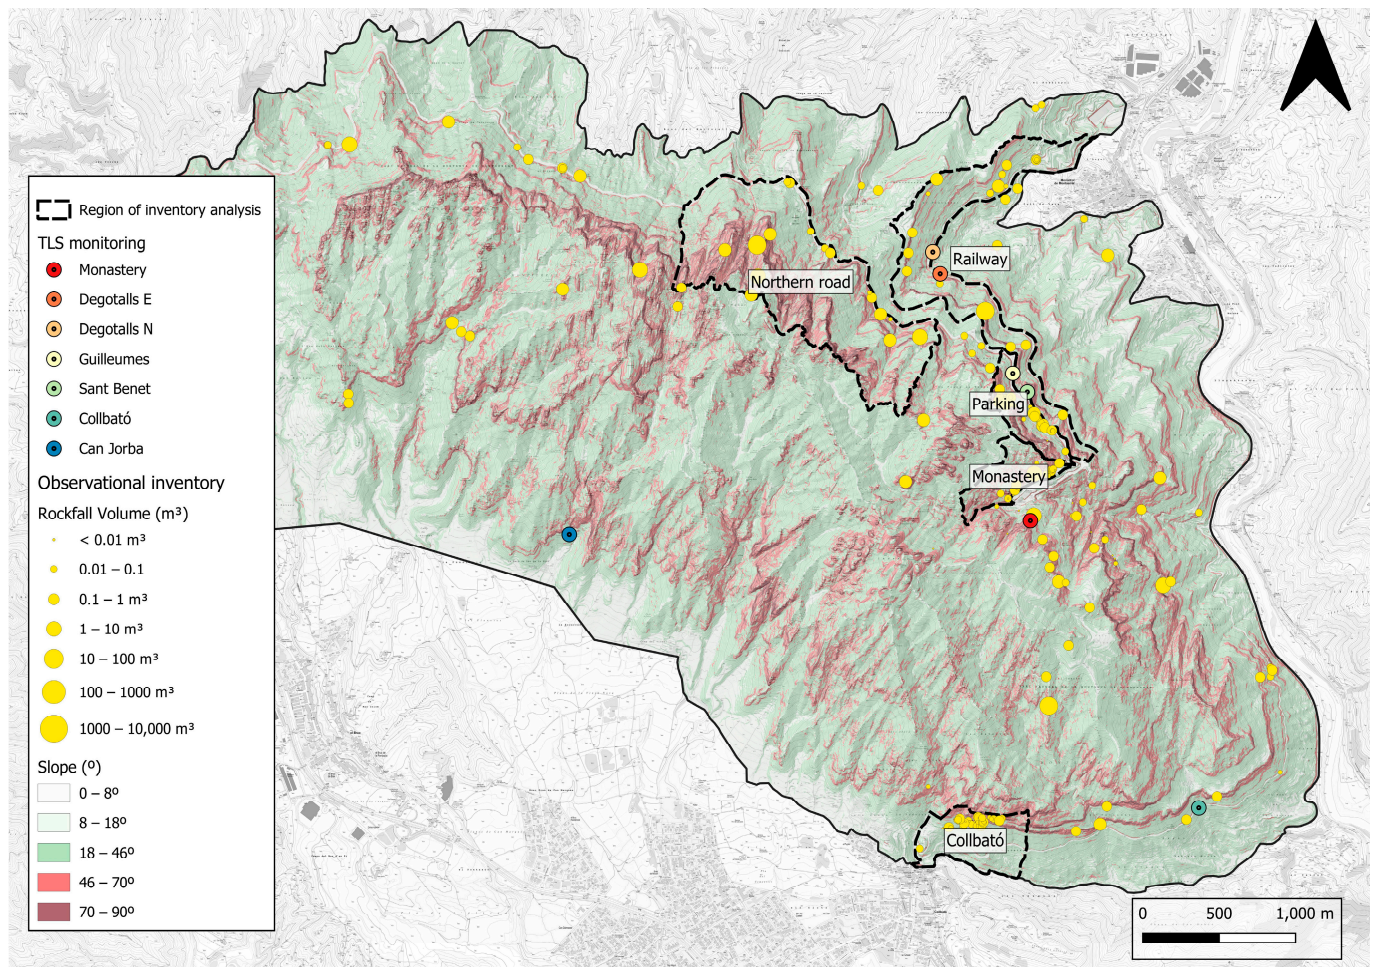 Region of inventory analysis
TLS monitoring
Monastery
Degotalls E
Degotalls N
Guilleumes
Sant Benet
Collbató
Can Jorba
Observational inventory
Rockfall Volume (m³)
< 0.01 m³
0.01 – 0.1
0.1 – 1 m³
1 – 10 m³
10 – 100 m³
100 – 1000 m³
1000 – 10,000 m³
Slope (º)
0 – 8º
8 – 18º
18 – 46º
46 – 70º
70 – 90º
Railway
Northern road
Parking
Monastery
Collbató
0 500 1,000 m